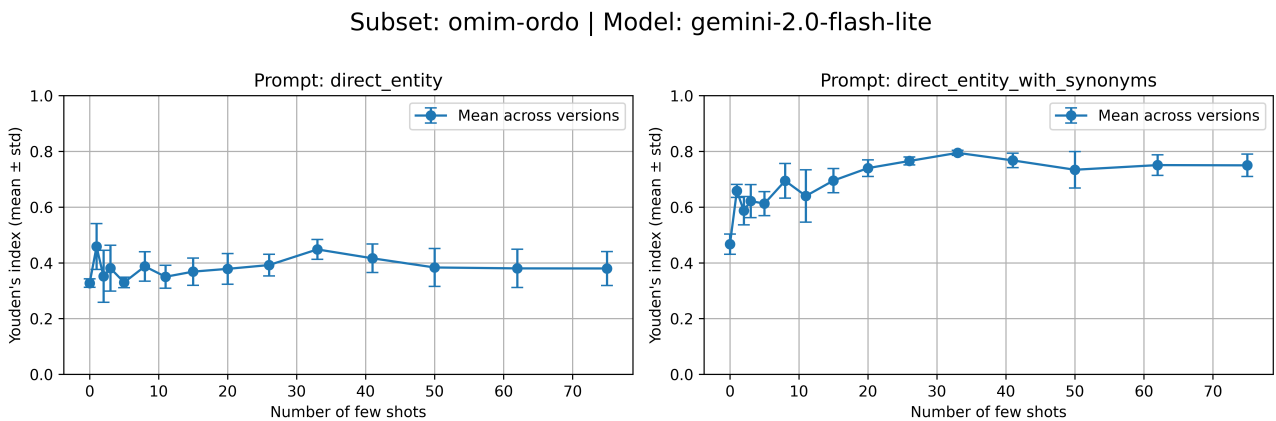 Subset: omim-ordo | Model: gemini-2.0-flash-lite
Prompt: direct_entity
Youden's index (mean ± std)
1.0
0.8
0.6
0.4
0.2
0.0
Mean across versions
0 10 20 30 40 50 60 70
Number of few shots
Prompt: direct_entity_with_synonyms
Youden's index (mean ± std)
1.0
0.8
0.6
0.4
0.2
0.0
Mean across versions
0 10 20 30 40 50 60 70
Number of few shots